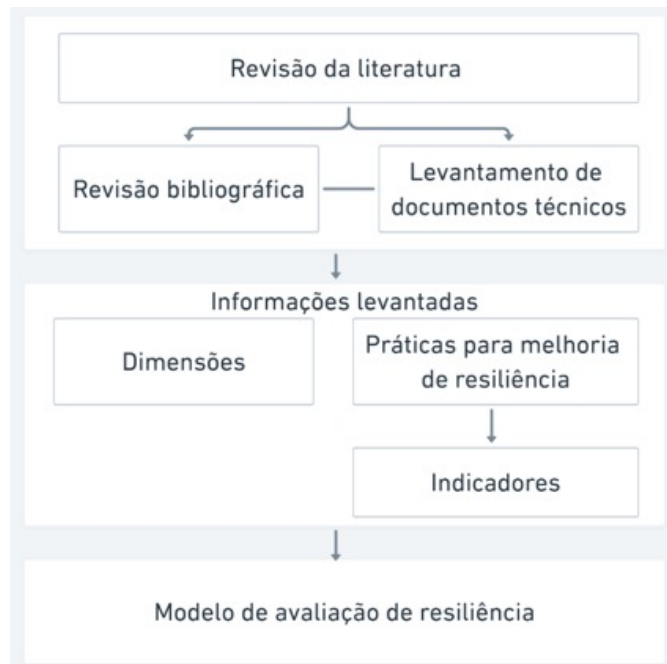 Revisão da literatura
Revisão bibliográfica
Levantamento de
documentos técnicos
Informações levantadas
Dimensões
Práticas para melhoria
de resiliência
Indicadores
Modelo de avaliação de resiliência